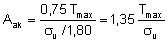 A_ak = 0,75 T_max / (σ_u /1,80) = 1,35 T_max / σ_u